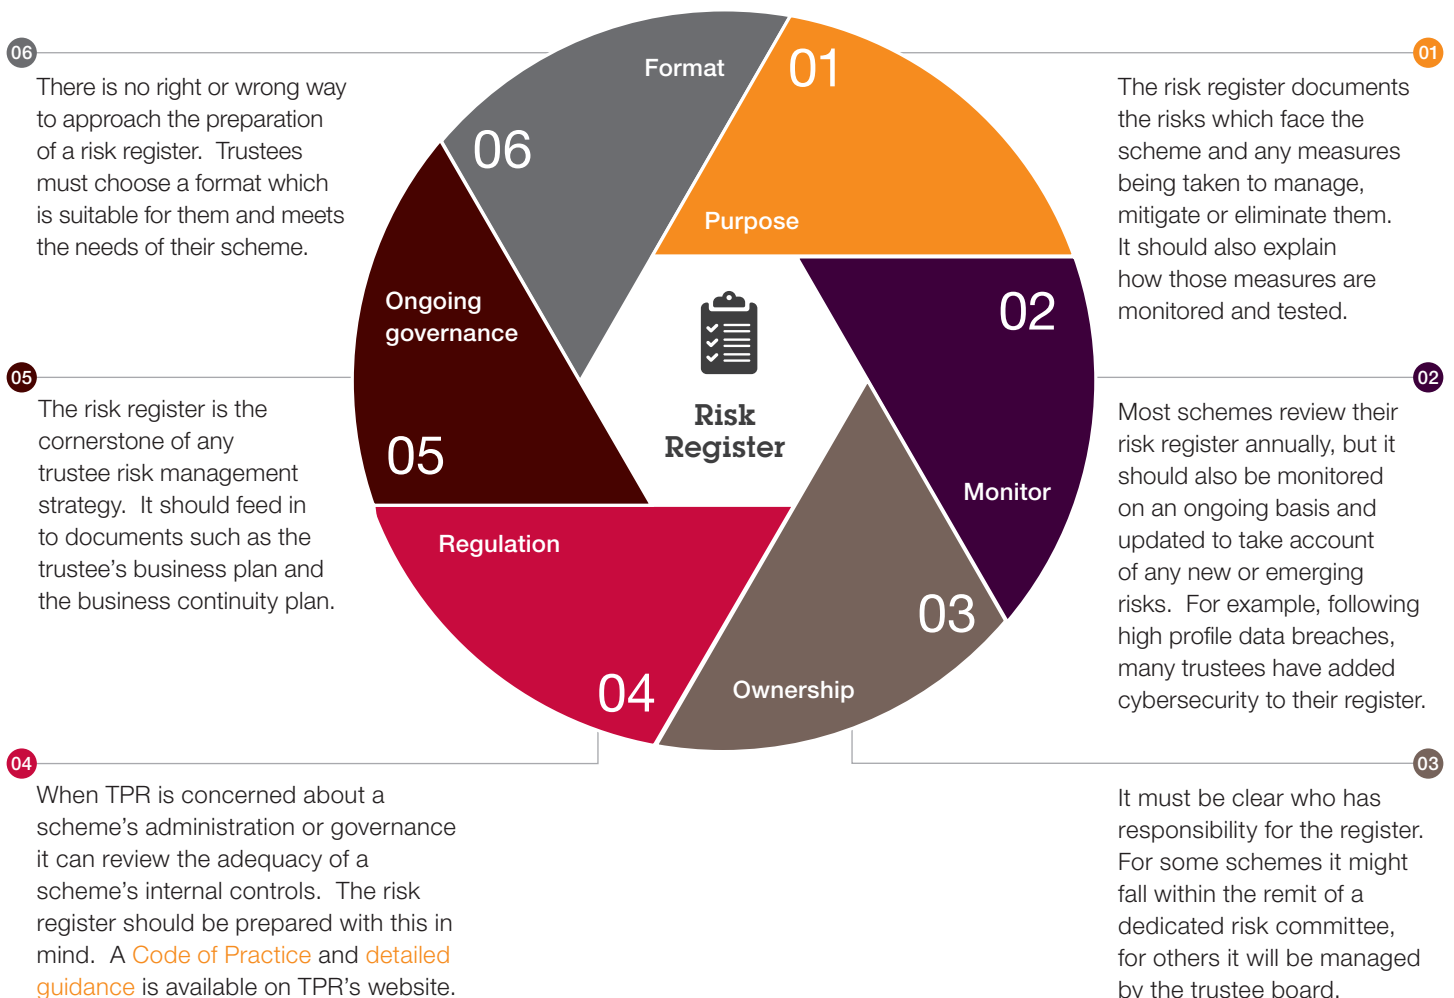 01
Purpose
01
The risk register documents
the risks which face the
scheme and any measures
being taken to manage,
mitigate or eliminate them.
It should also explain
how those measures are
monitored and tested.
02
Monitor
02
Most schemes review their
risk register annually, but it
should also be monitored
on an ongoing basis and
updated to take account
of any new or emerging
risks.  For example, following
high profile data breaches,
many trustees have added
cybersecurity to their register.
03
Ownership
03
It must be clear who has
responsibility for the register.
For some schemes it might
fall within the remit of a
dedicated risk committee,
for others it will be managed
by the trustee board.
04
Regulation
04
When TPR is concerned about a
scheme's administration or governance
it can review the adequacy of a
scheme's internal controls.  The risk
register should be prepared with this in
mind.  A Code of Practice and detailed
guidance is available on TPR's website.
05
Ongoing
governance
05
The risk register is the
cornerstone of any
trustee risk management
strategy.  It should feed in
to documents such as the
trustee's business plan and
the business continuity plan.
06
Format
06
There is no right or wrong way
to approach the preparation
of a risk register.  Trustees
must choose a format which
is suitable for them and meets
the needs of their scheme.
Risk
Register